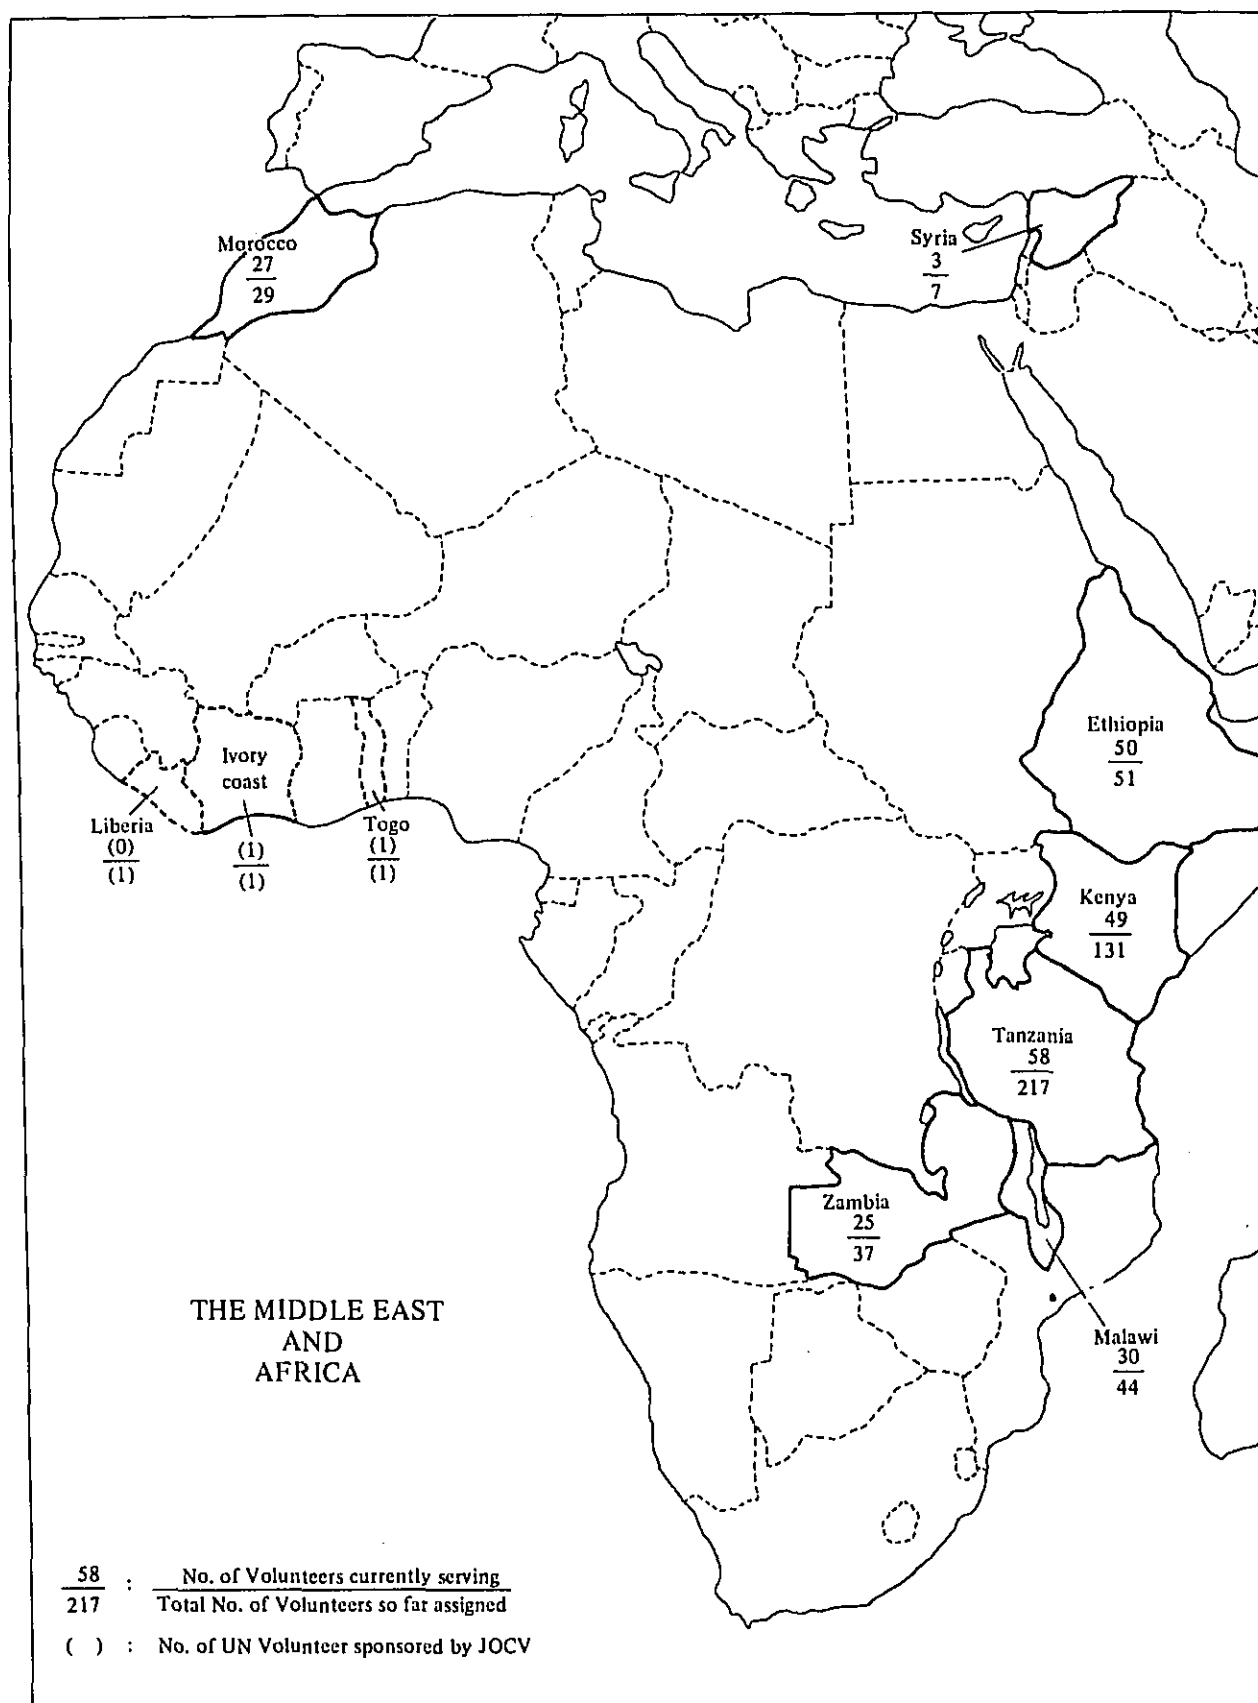 Morocco
27
29
Syria
3
7
Ethiopia
50
51
Ivory
coast
(1)
(1)
Liberia
(0)
(1)
Togo
(1)
(1)
Kenya
49
131
Tanzania
58
217
Zambia
25
37
Malawi
30
44
THE MIDDLE EAST
AND
AFRICA
58 : No. of Volunteers currently serving
217 Total No. of Volunteers so far assigned
( ) : No. of UN Volunteer sponsored by JOCV